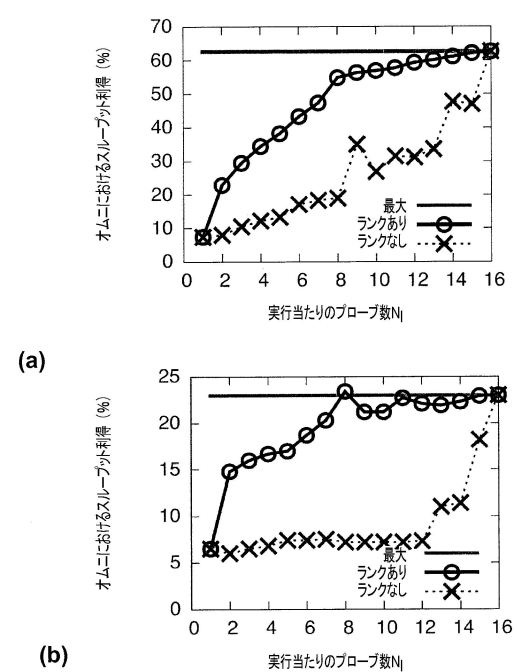 70
60
50
40
30
20
10
0
オムニにおけるスループット利得 (%)
最大
ランクあり
ランクなし
0 2 4 6 8 10 12 14 16
実行当たりのプローブ数NI
(a)
25
20
15
10
5
0
オムニにおけるスループット利得 (%)
最大
ランクあり
ランクなし
0 2 4 6 8 10 12 14 16
実行当たりのプローブ数NI
(b)